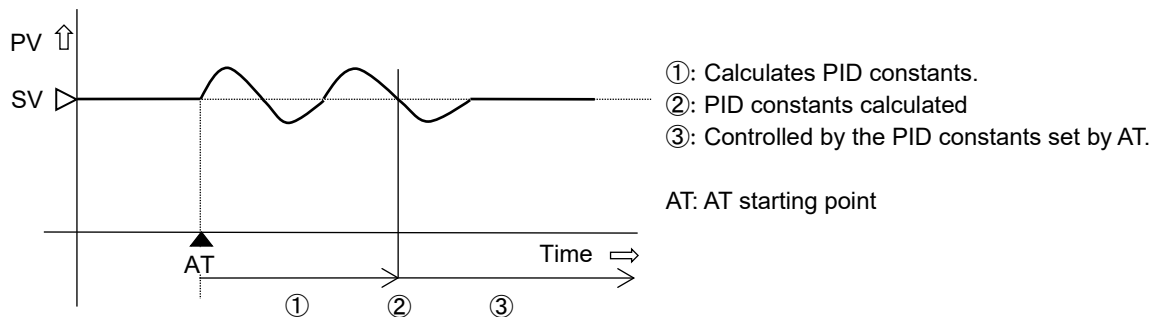 PV
SV
①: Calculates PID constants.
②: PID constants calculated
③: Controlled by the PID constants set by AT.
AT: AT starting point
AT
Time
① ② ③